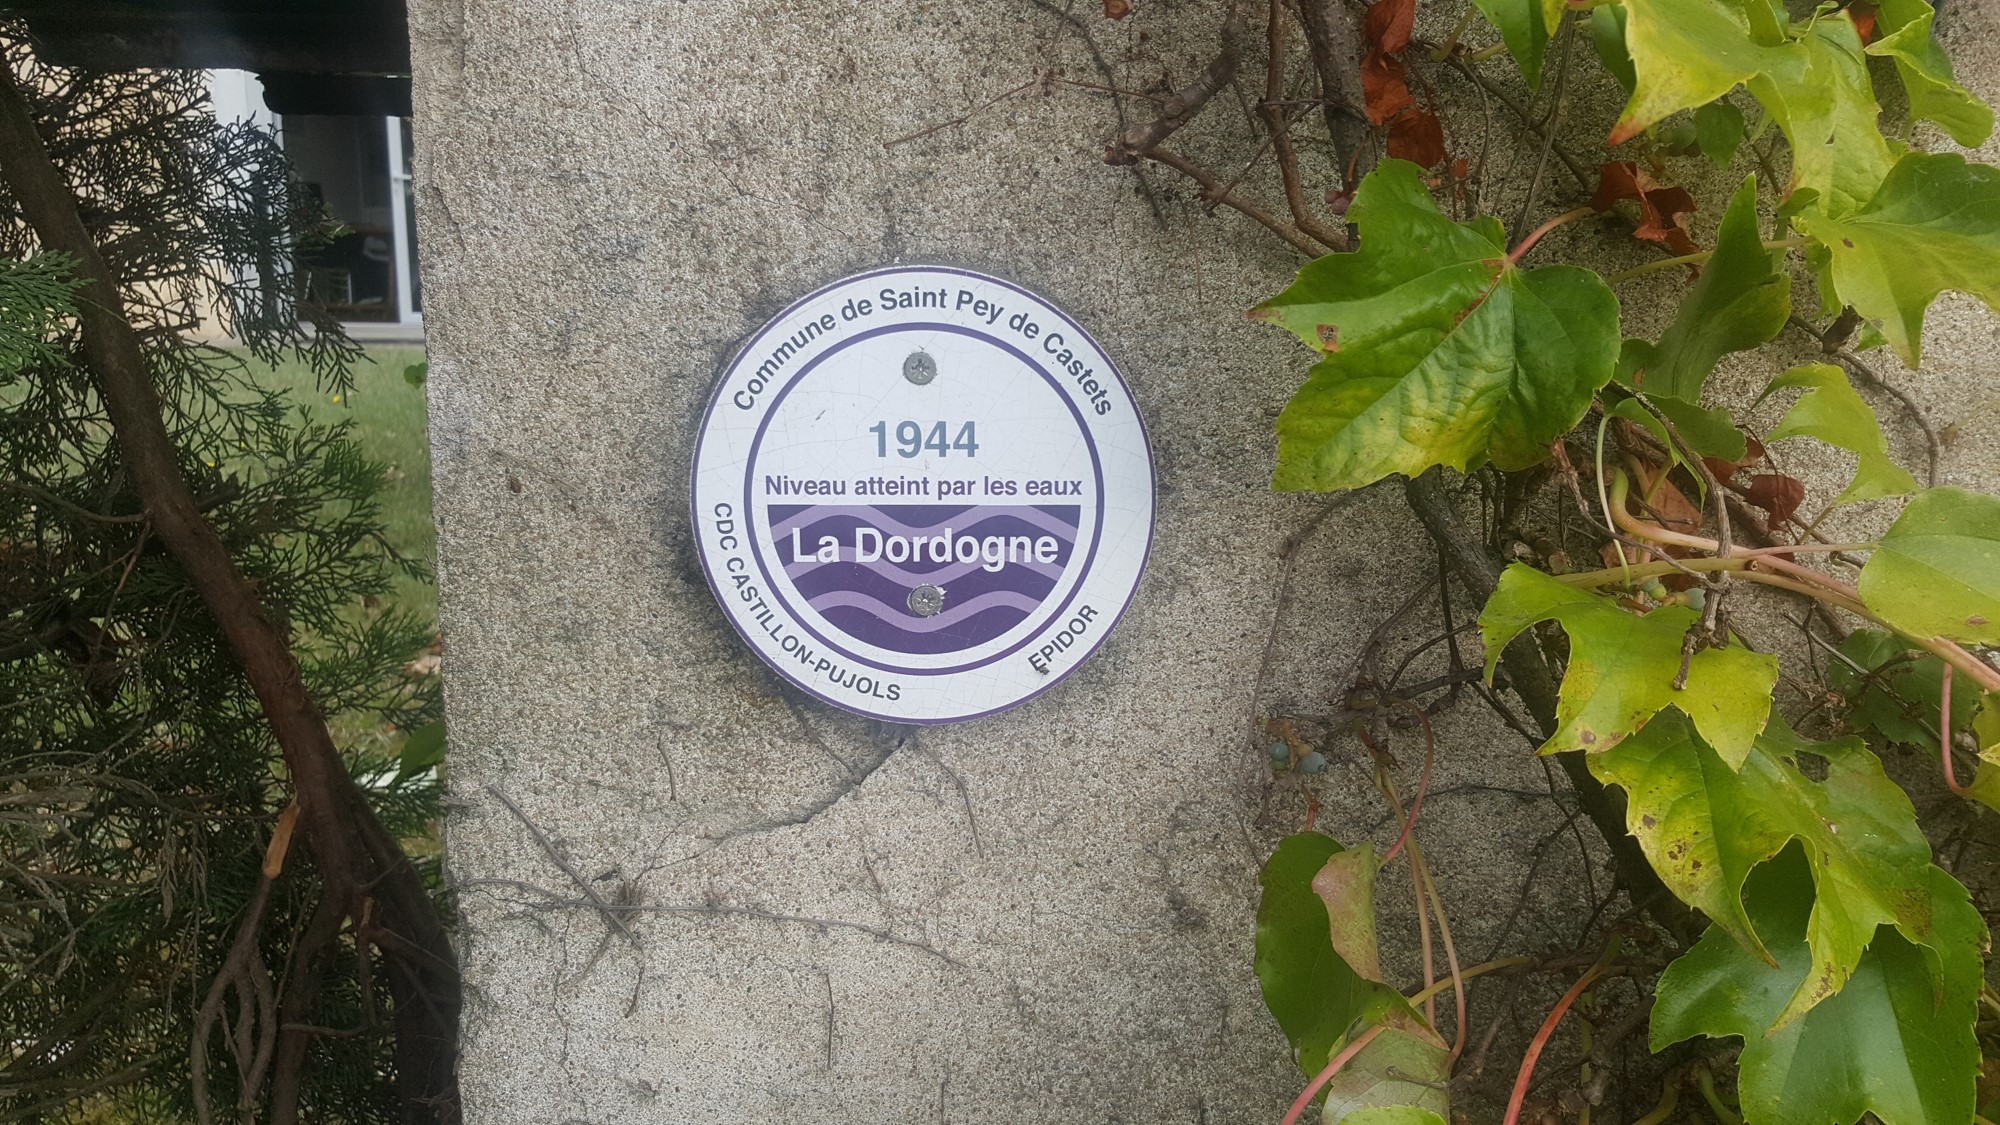 Commune de Saint Pey de Castets
1944
Niveau atteint par les eaux
La Dordogne
CDC CASTILLON-PUJOLS
EPIDOR